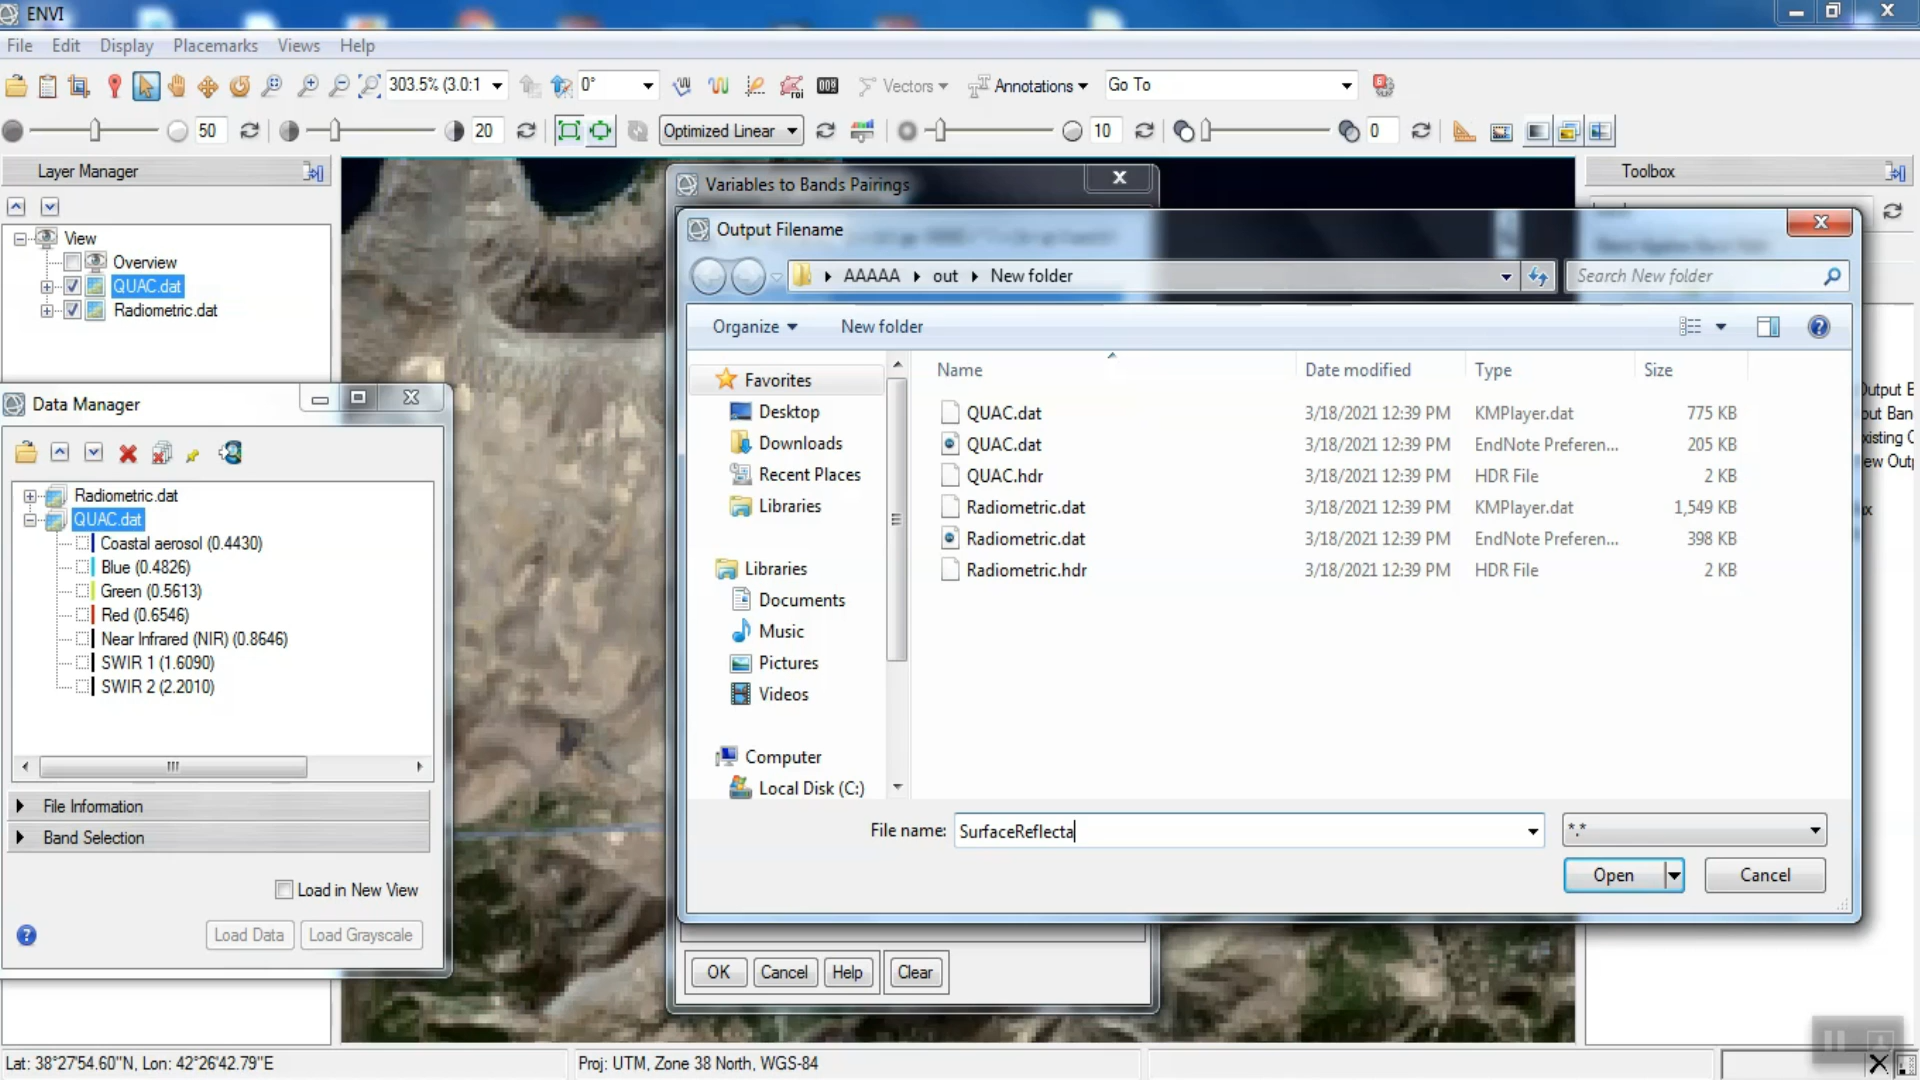 ENVI
File Edit Display Placemarks Views Help
303.5% (3.0:1 0° Vectors Annotations Go To
50 20 Optimized Linear 10 0
Layer Manager
View
Overview
QUAC.dat
Radiometric.dat
Data Manager
Radiometric.dat
QUAC.dat
Coastal aerosol (0.4430)
Blue (0.4826)
Green (0.5613)
Red (0.6546)
Near Infrared (NIR) (0.8646)
SWIR 1 (1.6090)
SWIR 2 (2.2010)
File Information
Band Selection
Load in New View
Load Data Load Grayscale
Variables to Bands Pairings
Output Filename
AAAAA out New folder Search New folder
Organize New folder
Favorites
Desktop
Downloads
Recent Places
Libraries
Libraries
Documents
Music
Pictures
Videos
Computer
Local Disk (C:)
Name Date modified Type Size
QUAC.dat 3/18/2021 12:39 PM KMPlayer.dat 775 KB
QUAC.dat 3/18/2021 12:39 PM EndNote Preferen... 205 KB
QUAC.hdr 3/18/2021 12:39 PM HDR File 2 KB
Radiometric.dat 3/18/2021 12:39 PM KMPlayer.dat 1,549 KB
Radiometric.dat 3/18/2021 12:39 PM EndNote Preferen... 398 KB
Radiometric.hdr 3/18/2021 12:39 PM HDR File 2 KB
File name: SurfaceReflecta *.*
Open Cancel
OK Cancel Help Clear
Toolbox
Lat: 38°27'54.60"N, Lon: 42°26'42.79"E Proj: UTM, Zone 38 North, WGS-84